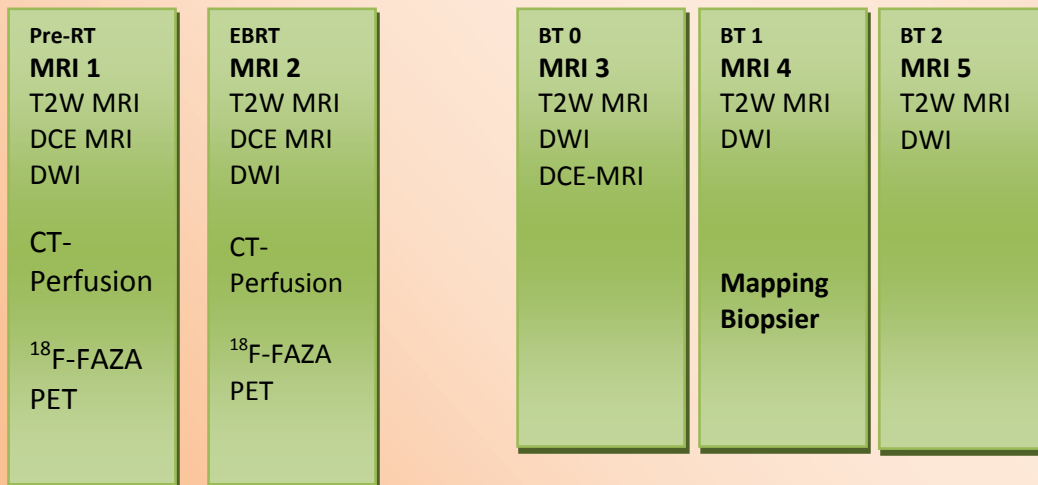 Pre-RT
MRI 1
T2W MRI
DCE MRI
DWI
CT-
Perfusion
¹⁸F-FAZA
PET
EBRT
MRI 2
T2W MRI
DCE MRI
DWI
CT-
Perfusion
¹⁸F-FAZA
PET
BT 0
MRI 3
T2W MRI
DWI
DCE-MRI
BT 1
MRI 4
T2W MRI
DWI
Mapping
Biopsier
BT 2
MRI 5
T2W MRI
DWI